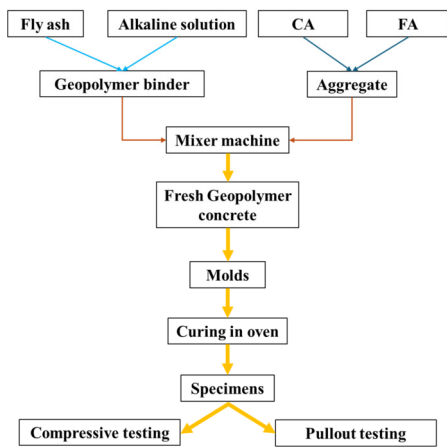 Fly ash
Alkaline solution
CA
FA
Geopolymer binder
Aggregate
Mixer machine
Fresh Geopolymer
concrete
Molds
Curing in oven
Specimens
Compressive testing
Pullout testing